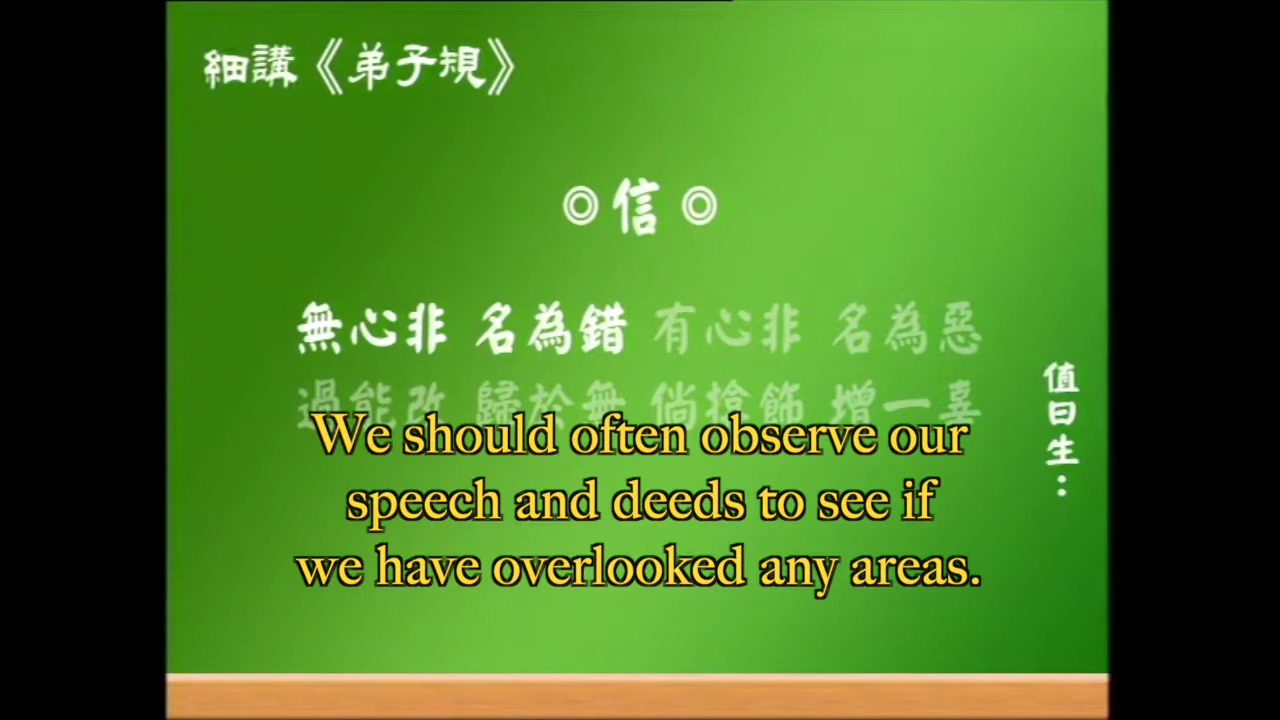 細講《弟子規》
◎信◎
無心非 名為錯 有心非 名為惡
過能改 歸於無 倘揜飾 增一辜
值日生：
We should often observe our
speech and deeds to see if
we have overlooked any areas.